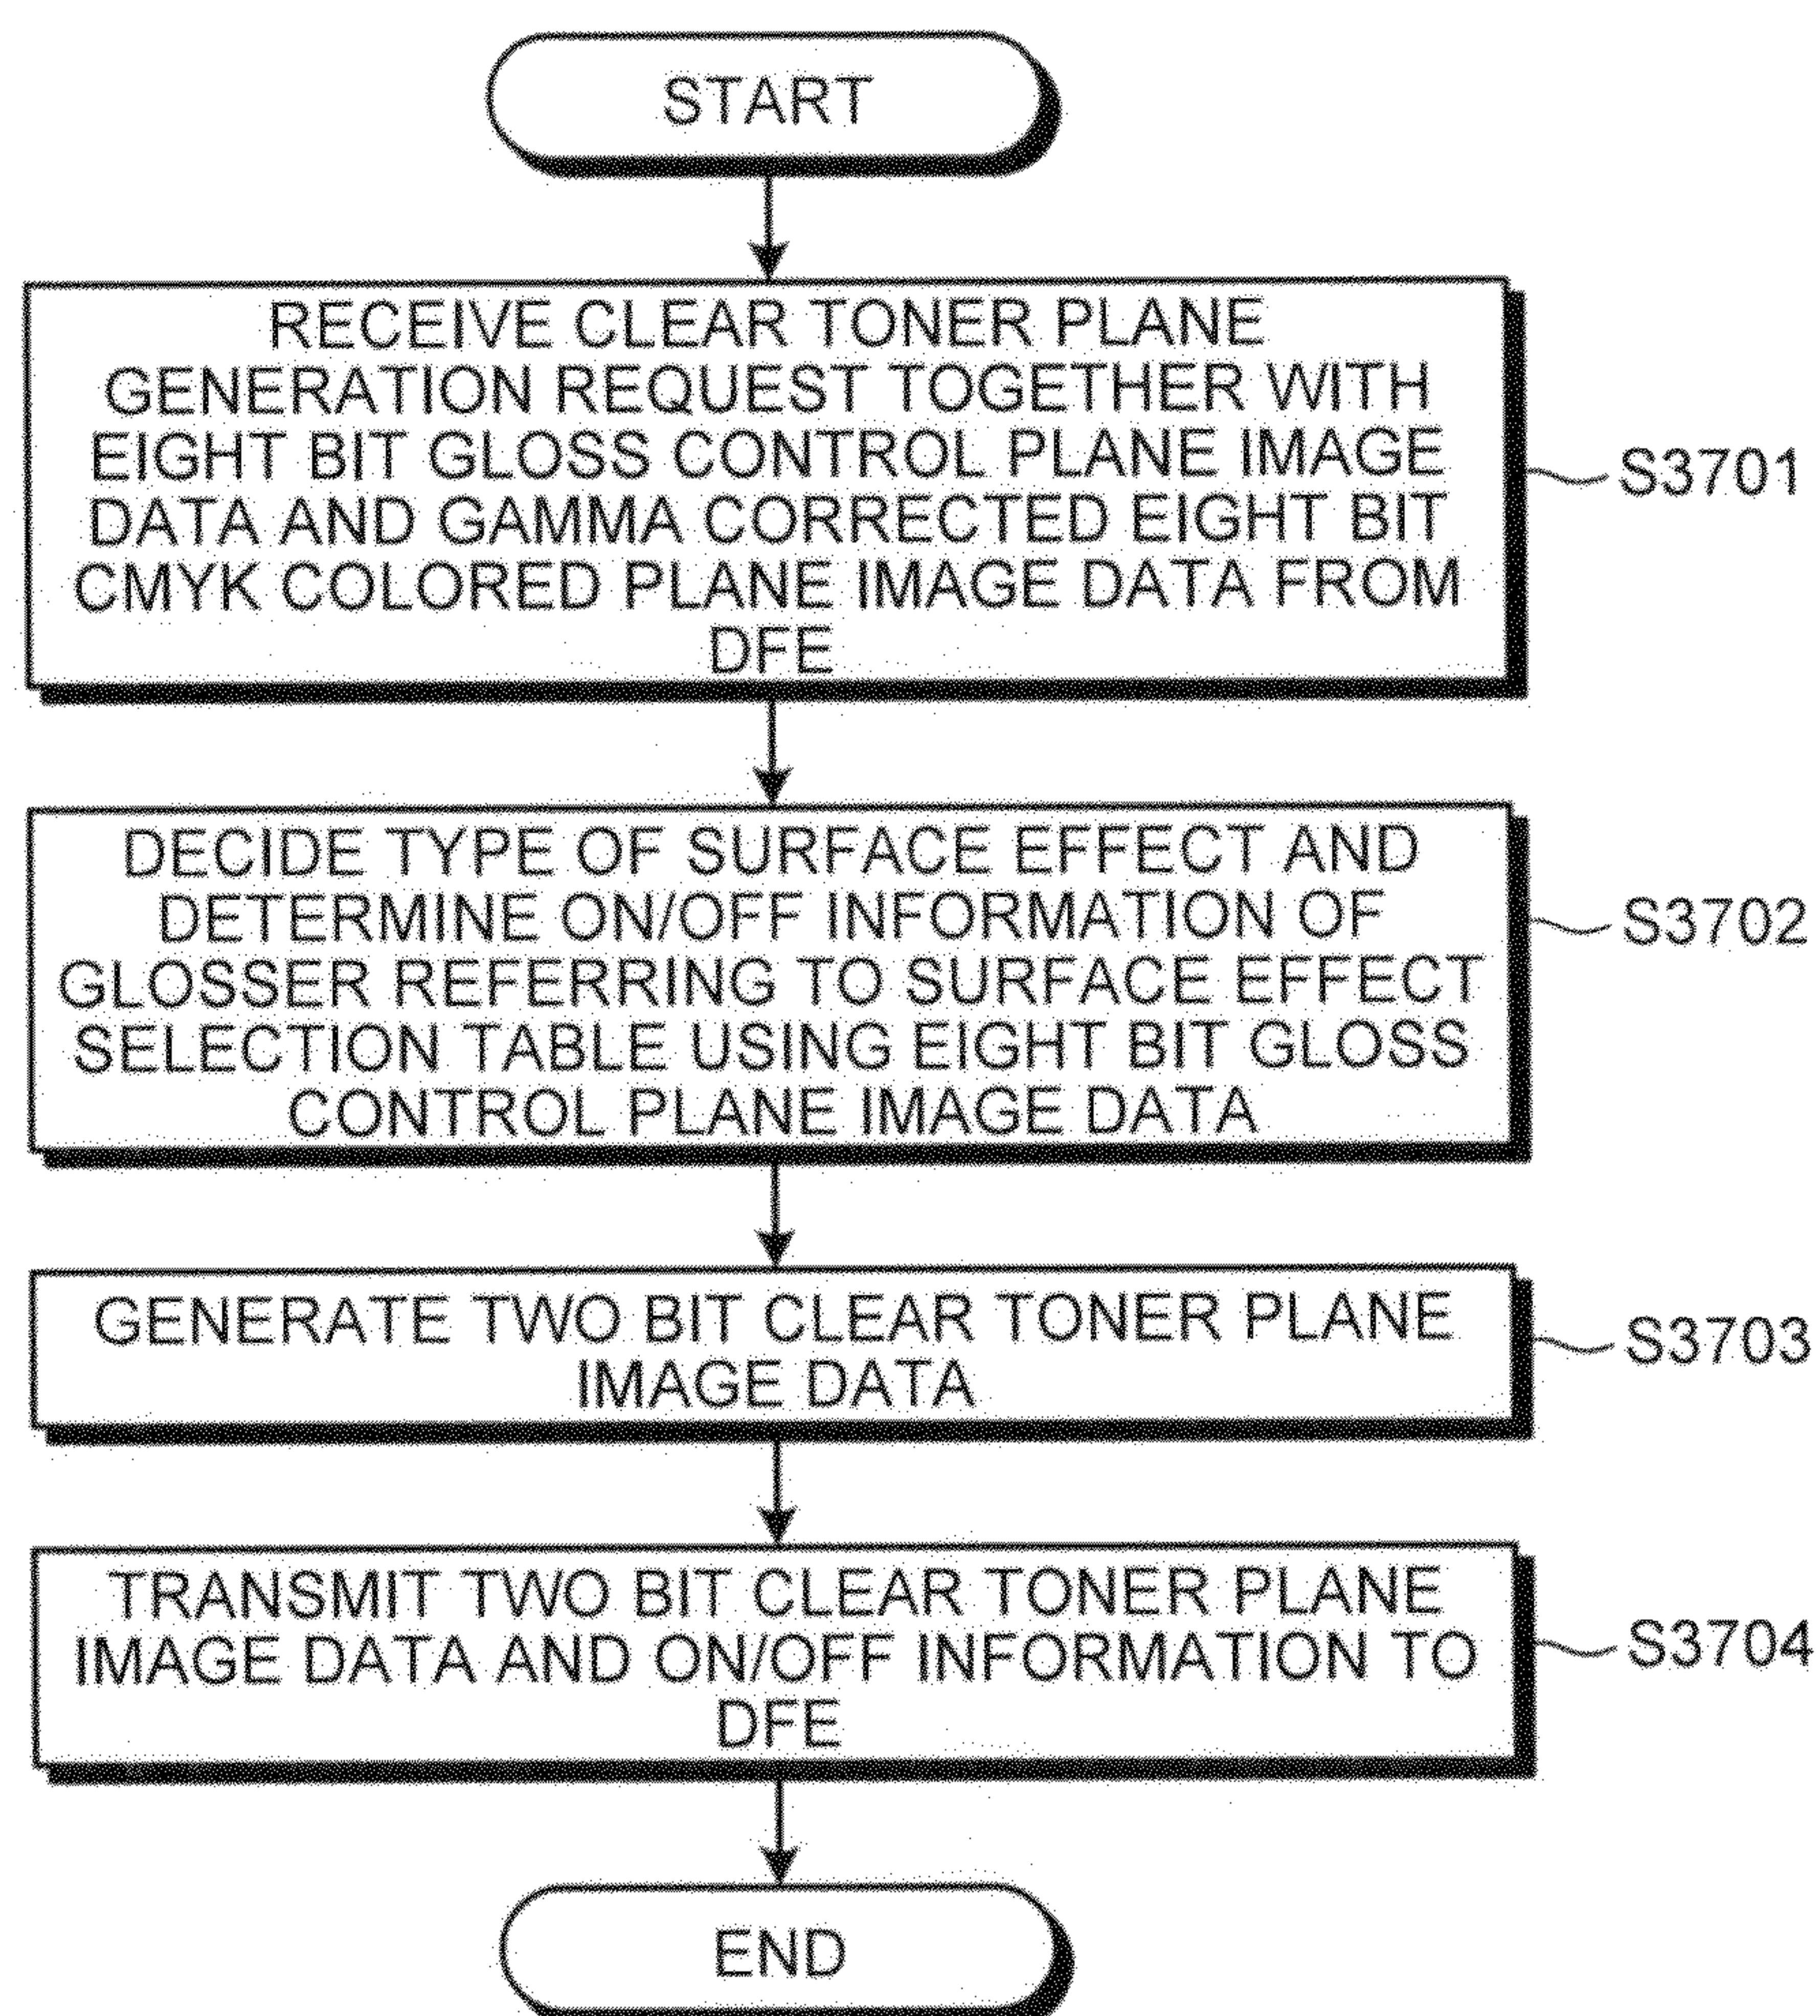 START
RECEIVE CLEAR TONER PLANE
GENERATION REQUEST TOGETHER WITH
EIGHT BIT GLOSS CONTROL PLANE IMAGE
DATA AND GAMMA CORRECTED EIGHT BIT
CMYK COLORED PLANE IMAGE DATA FROM
DFE
S3701
DECIDE TYPE OF SURFACE EFFECT AND
DETERMINE ON/OFF INFORMATION OF
GLOSSER REFERRING TO SURFACE EFFECT
SELECTION TABLE USING EIGHT BIT GLOSS
CONTROL PLANE IMAGE DATA
S3702
GENERATE TWO BIT CLEAR TONER PLANE
IMAGE DATA
S3703
TRANSMIT TWO BIT CLEAR TONER PLANE
IMAGE DATA AND ON/OFF INFORMATION TO
DFE
S3704
END